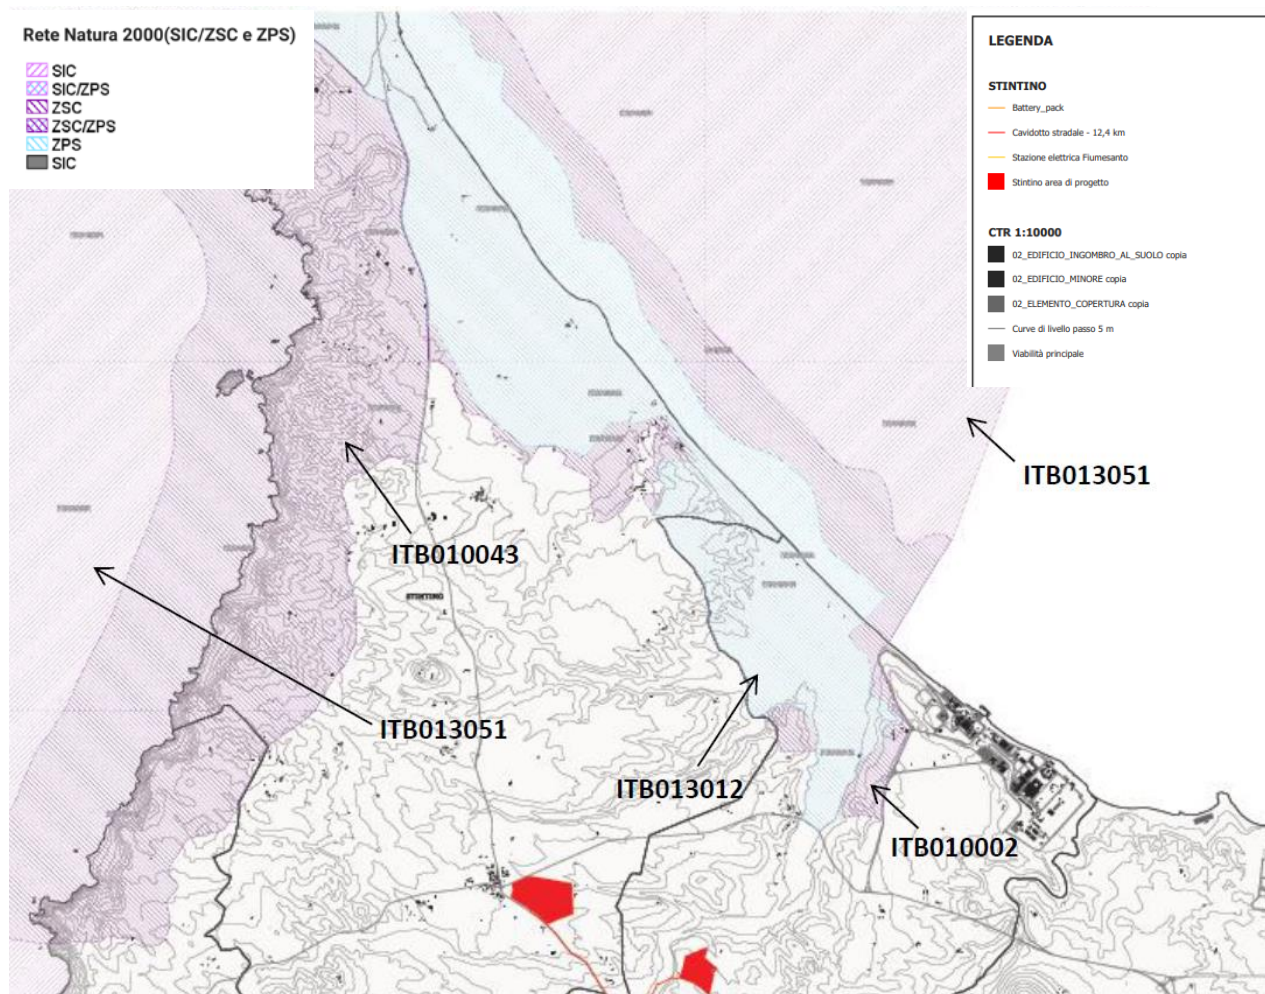 Rete Natura 2000(SIC/ZSC e ZPS)
SIC
SIC/ZPS
ZSC
ZSC/ZPS
ZPS
SIC
LEGENDA
STINTINO
Battery_pack
Cavidotto stradale - 12,4 km
Stazione elettrica Fiumesanto
Stintino area di progetto
CTR 1:10000
02_EDIFICIO_INGOMBRO_AL_SUOLO copia
02_EDIFICIO_MINORE copia
02_ELEMENTO_COPERTURA copia
Curve di livello passo 5 m
Viabilità principale
ITB013051
ITB010043
STINTINO
ITB013051
ITB013012
ITB010002